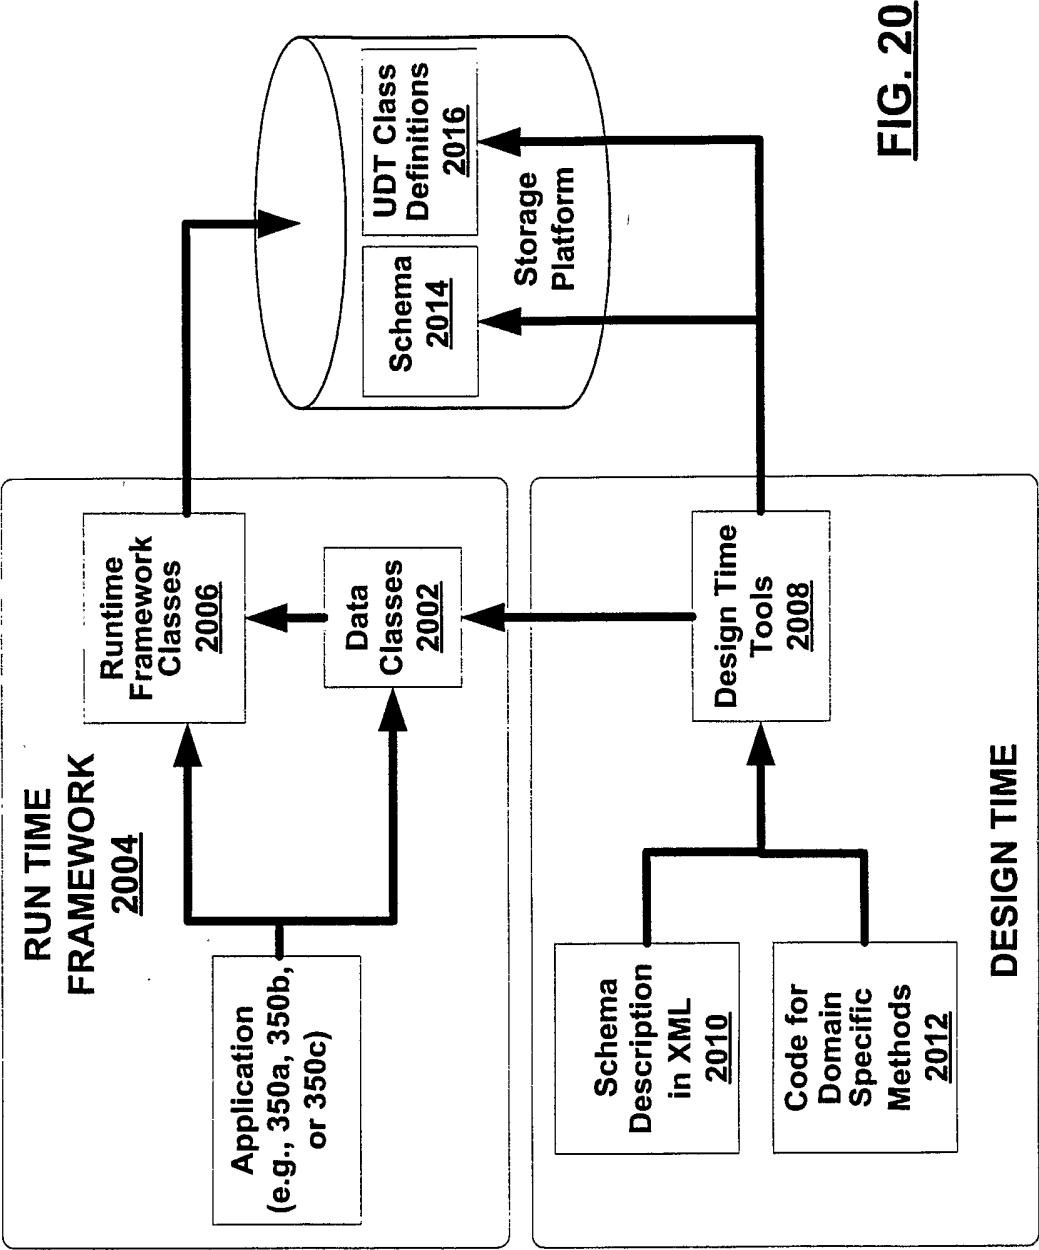 RUN TIME
FRAMEWORK
2004
Application
(e.g., 350a, 350b,
or 350c)
Runtime
Framework
Classes
2006
Data
Classes
2002
Schema
2014
UDT Class
Definitions
2016
Storage
Platform
Schema
Description
in XML
2010
Code for
Domain
Specific
Methods
2012
Design Time
Tools
2008
DESIGN TIME
FIG. 20